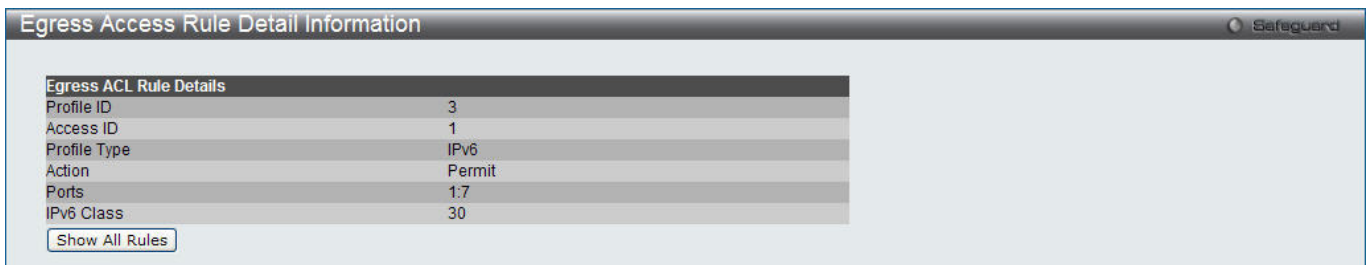 Egress Access Rule Detail Information
Safeguard
Egress ACL Rule Details
Profile ID 3
Access ID 1
Profile Type IPv6
Action Permit
Ports 1:7
IPv6 Class 30
Show All Rules